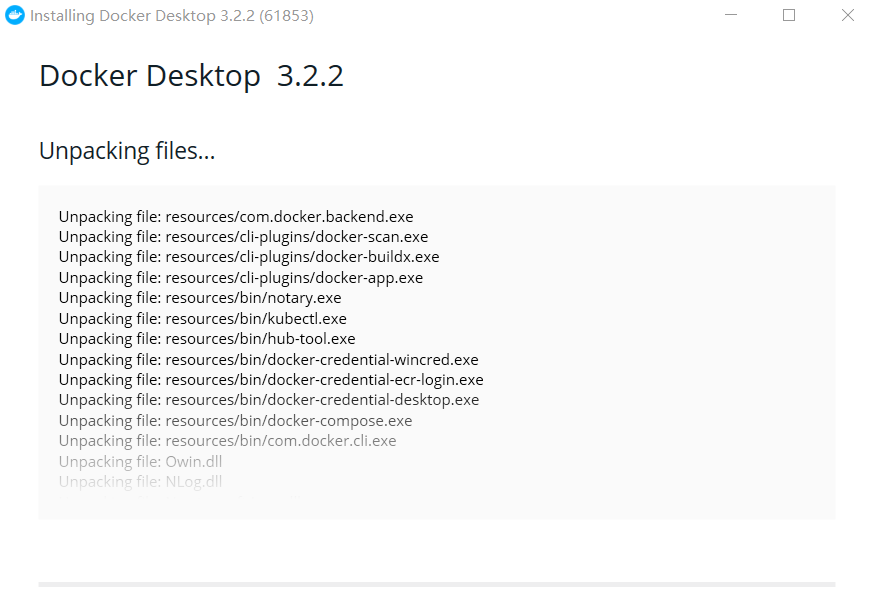 Installing Docker Desktop 3.2.2 (61853)
Docker Desktop 3.2.2
Unpacking files...
Unpacking file: resources/com.docker.backend.exe
Unpacking file: resources/cli-plugins/docker-scan.exe
Unpacking file: resources/cli-plugins/docker-buildx.exe
Unpacking file: resources/cli-plugins/docker-app.exe
Unpacking file: resources/bin/notary.exe
Unpacking file: resources/bin/kubectl.exe
Unpacking file: resources/bin/hub-tool.exe
Unpacking file: resources/bin/docker-credential-wincred.exe
Unpacking file: resources/bin/docker-credential-ecr-login.exe
Unpacking file: resources/bin/docker-credential-desktop.exe
Unpacking file: resources/bin/docker-compose.exe
Unpacking file: resources/bin/com.docker.cli.exe
Unpacking file: Owin.dll
Unpacking file: NLog.dll